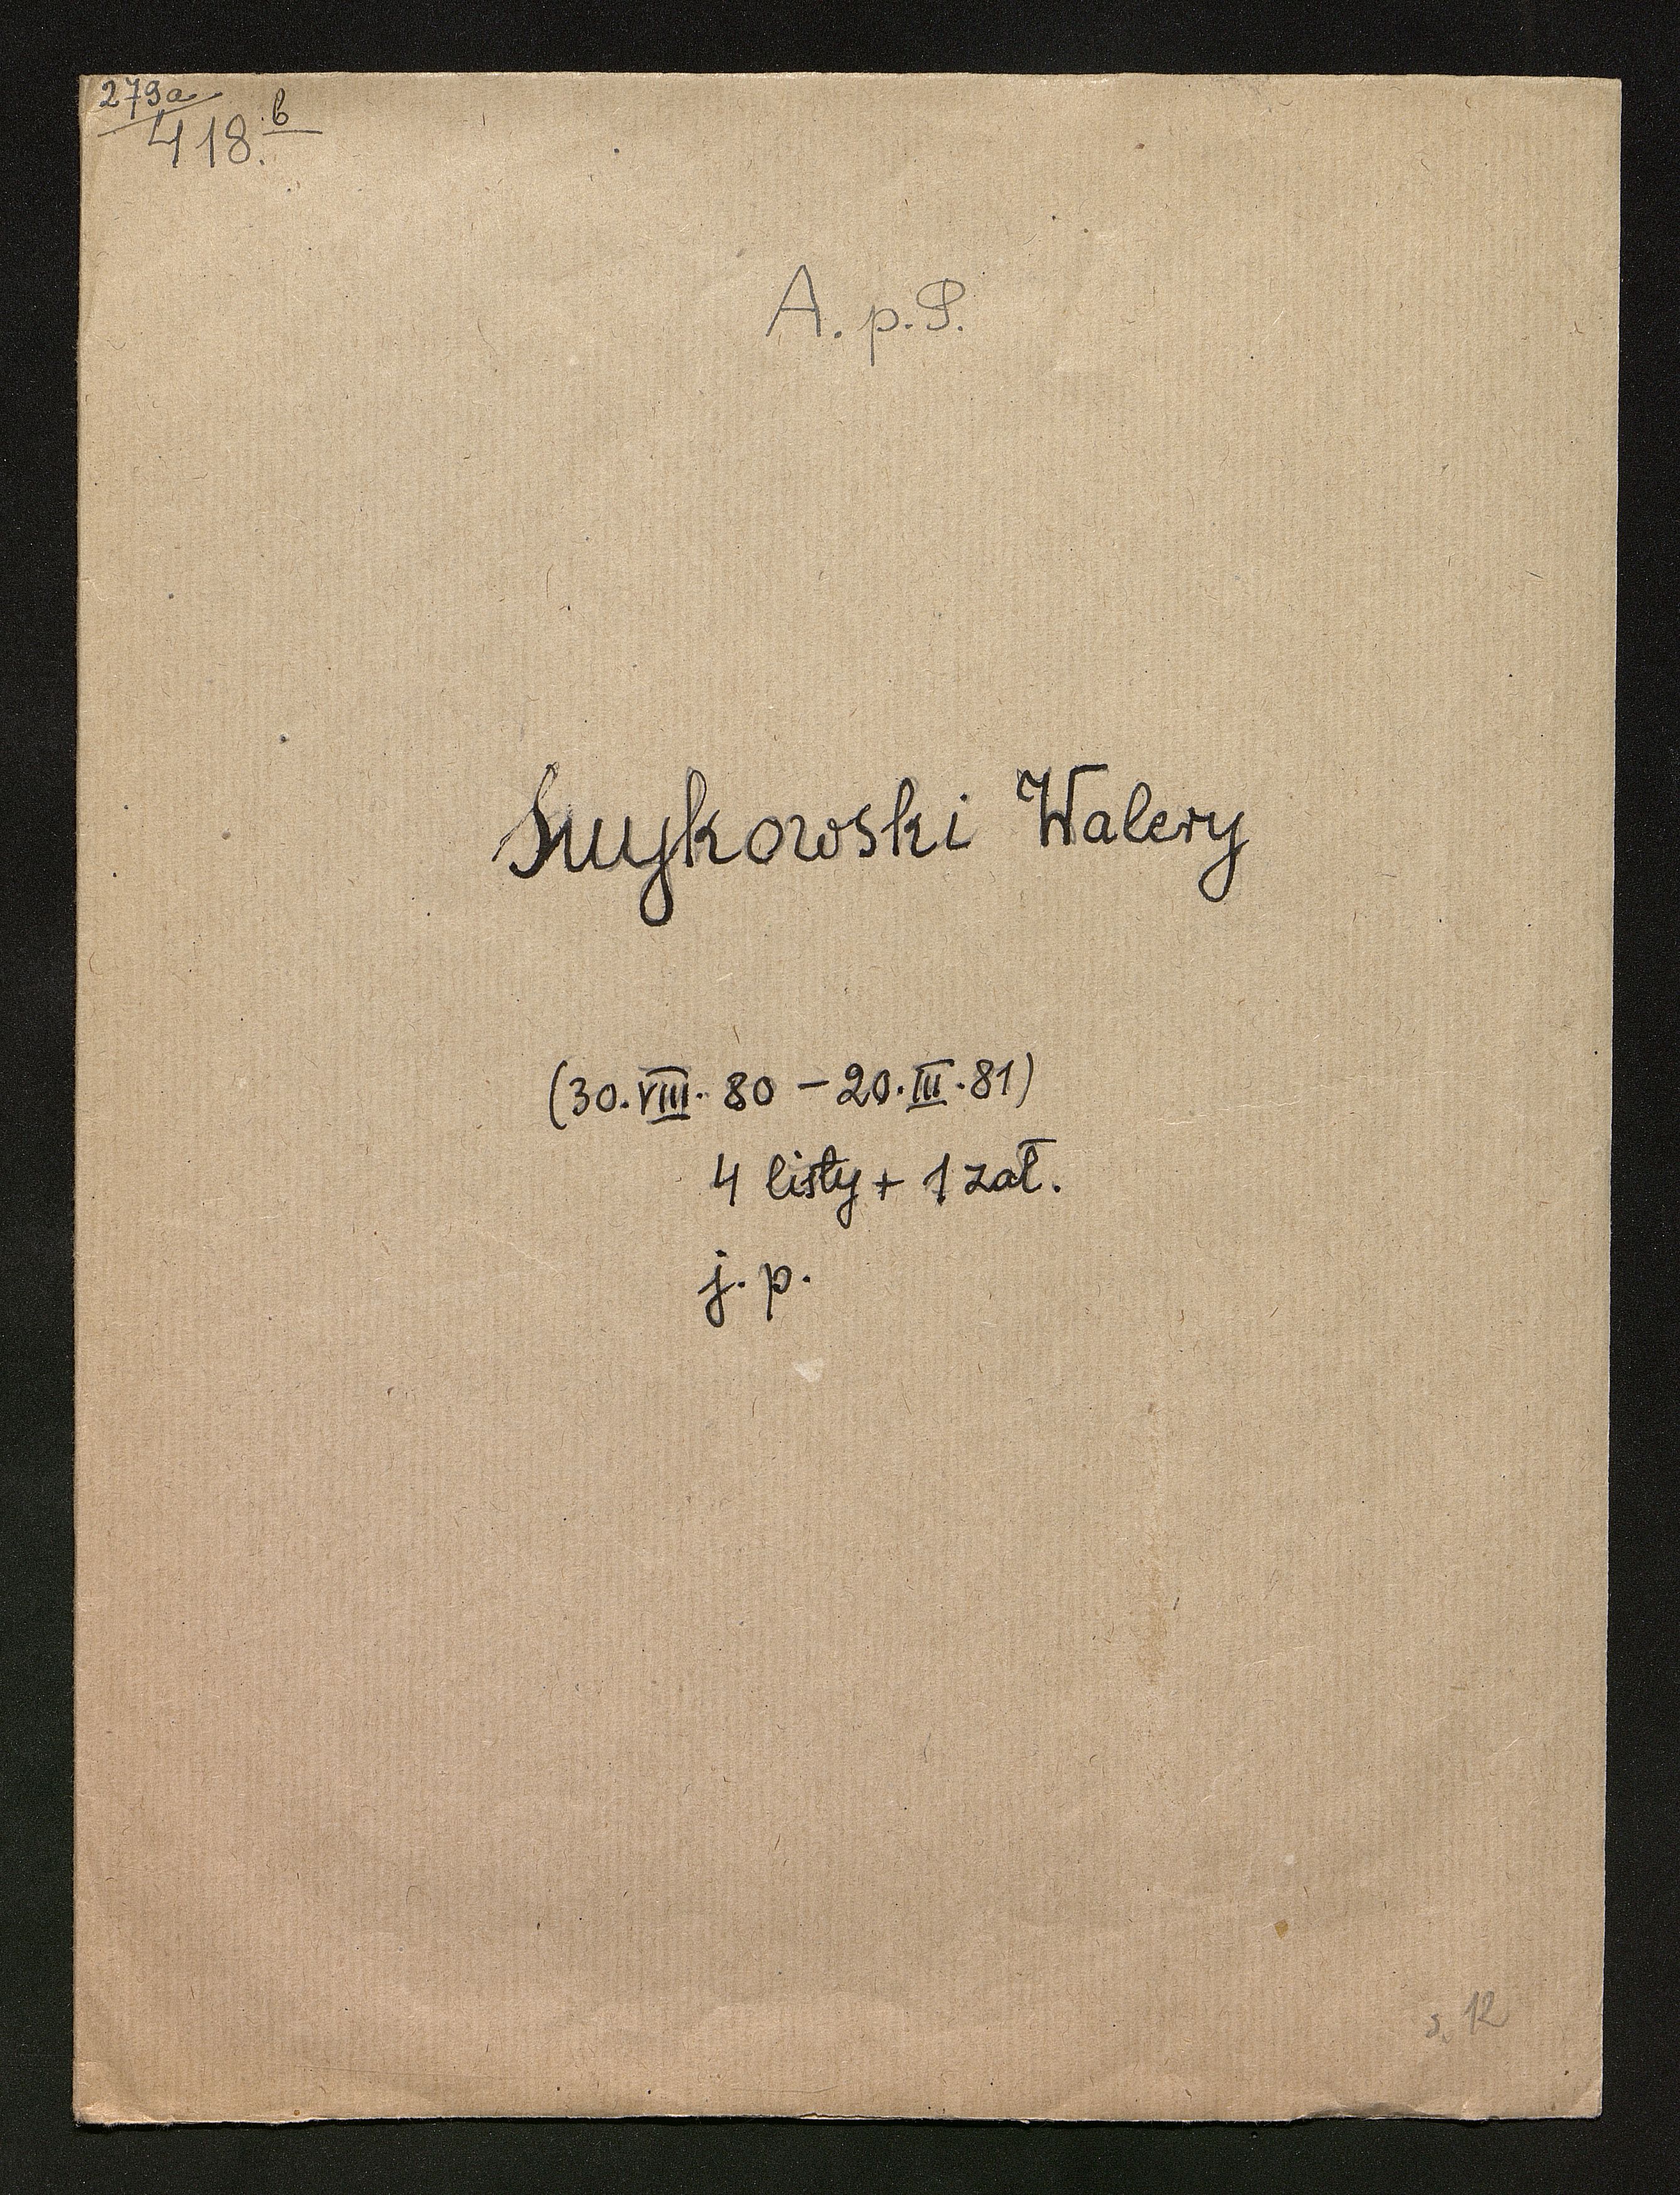 279a
418.b
A. p. P.
Smykowski Walery
(30.VIII.80 – 20.III.81)
4 listy + 1 zał.
j. p.
s. 12